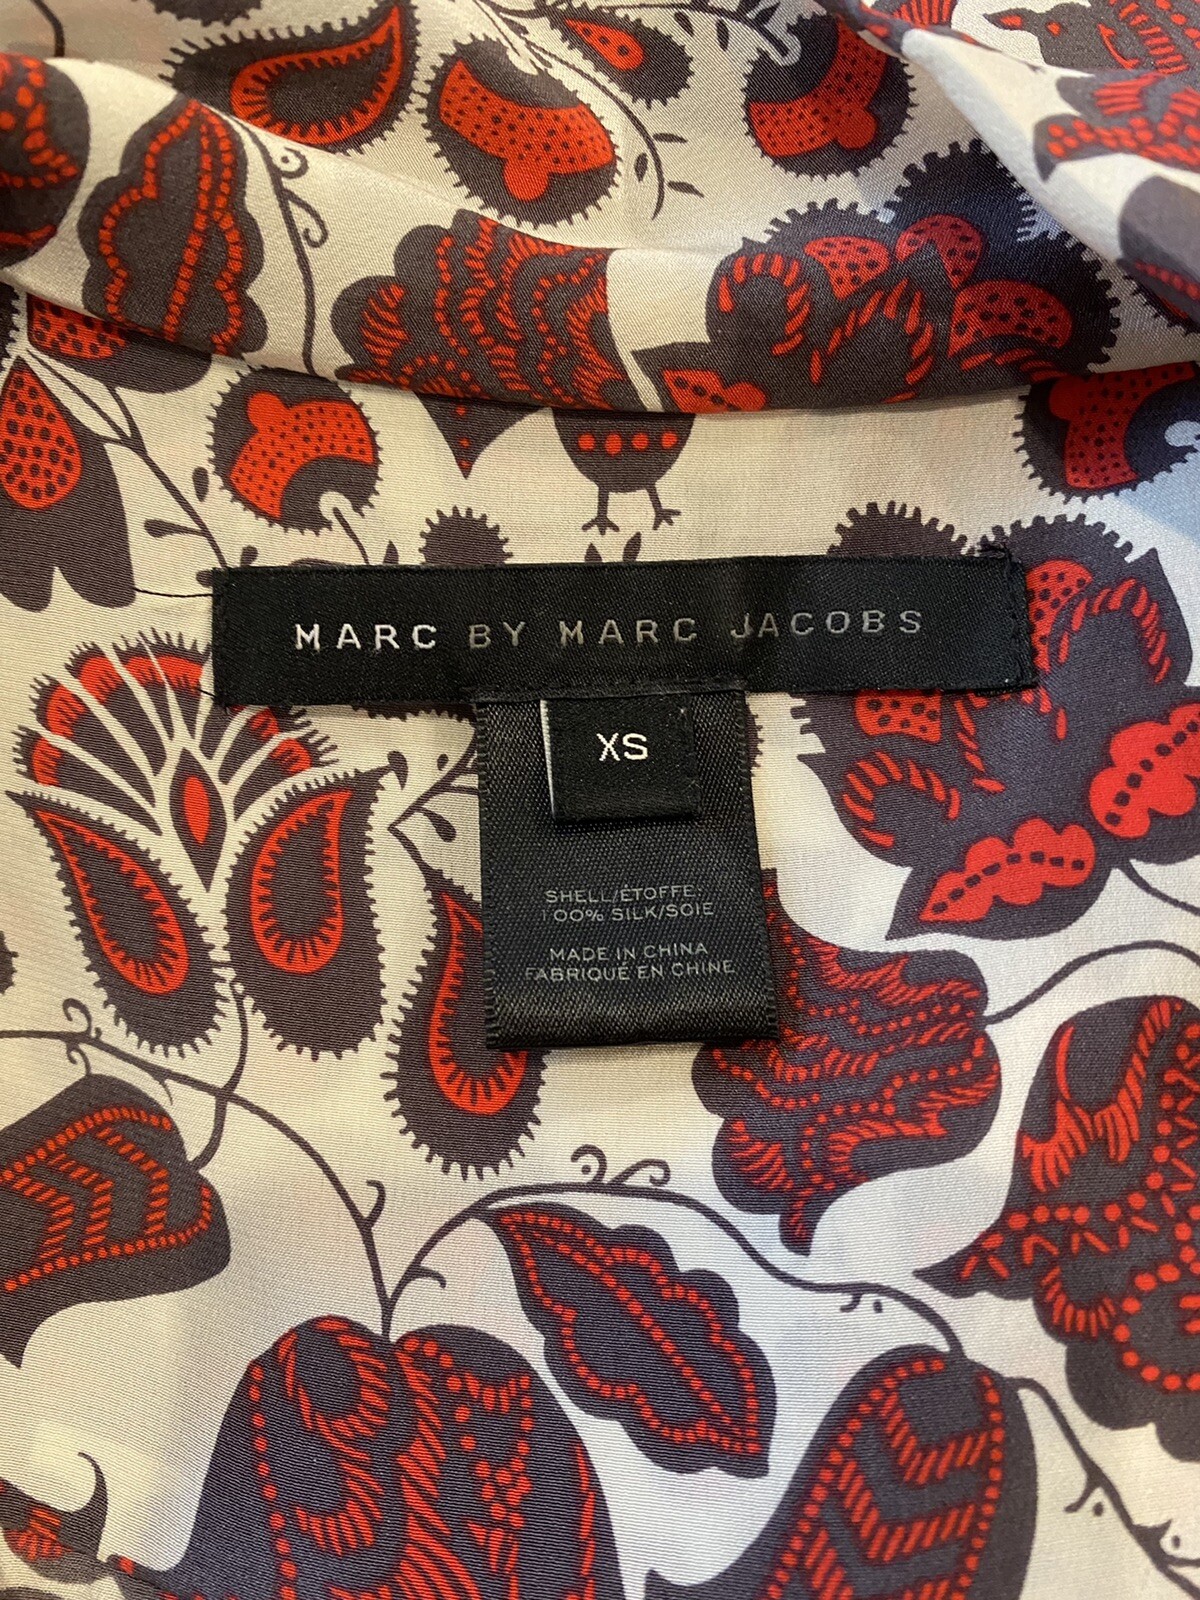 MARC BY MARC JACOBS
XS
SHELL/ÉTOFFE:
100% SILK/SOIE
MADE IN CHINA
FABRIQUÉ EN CHINE